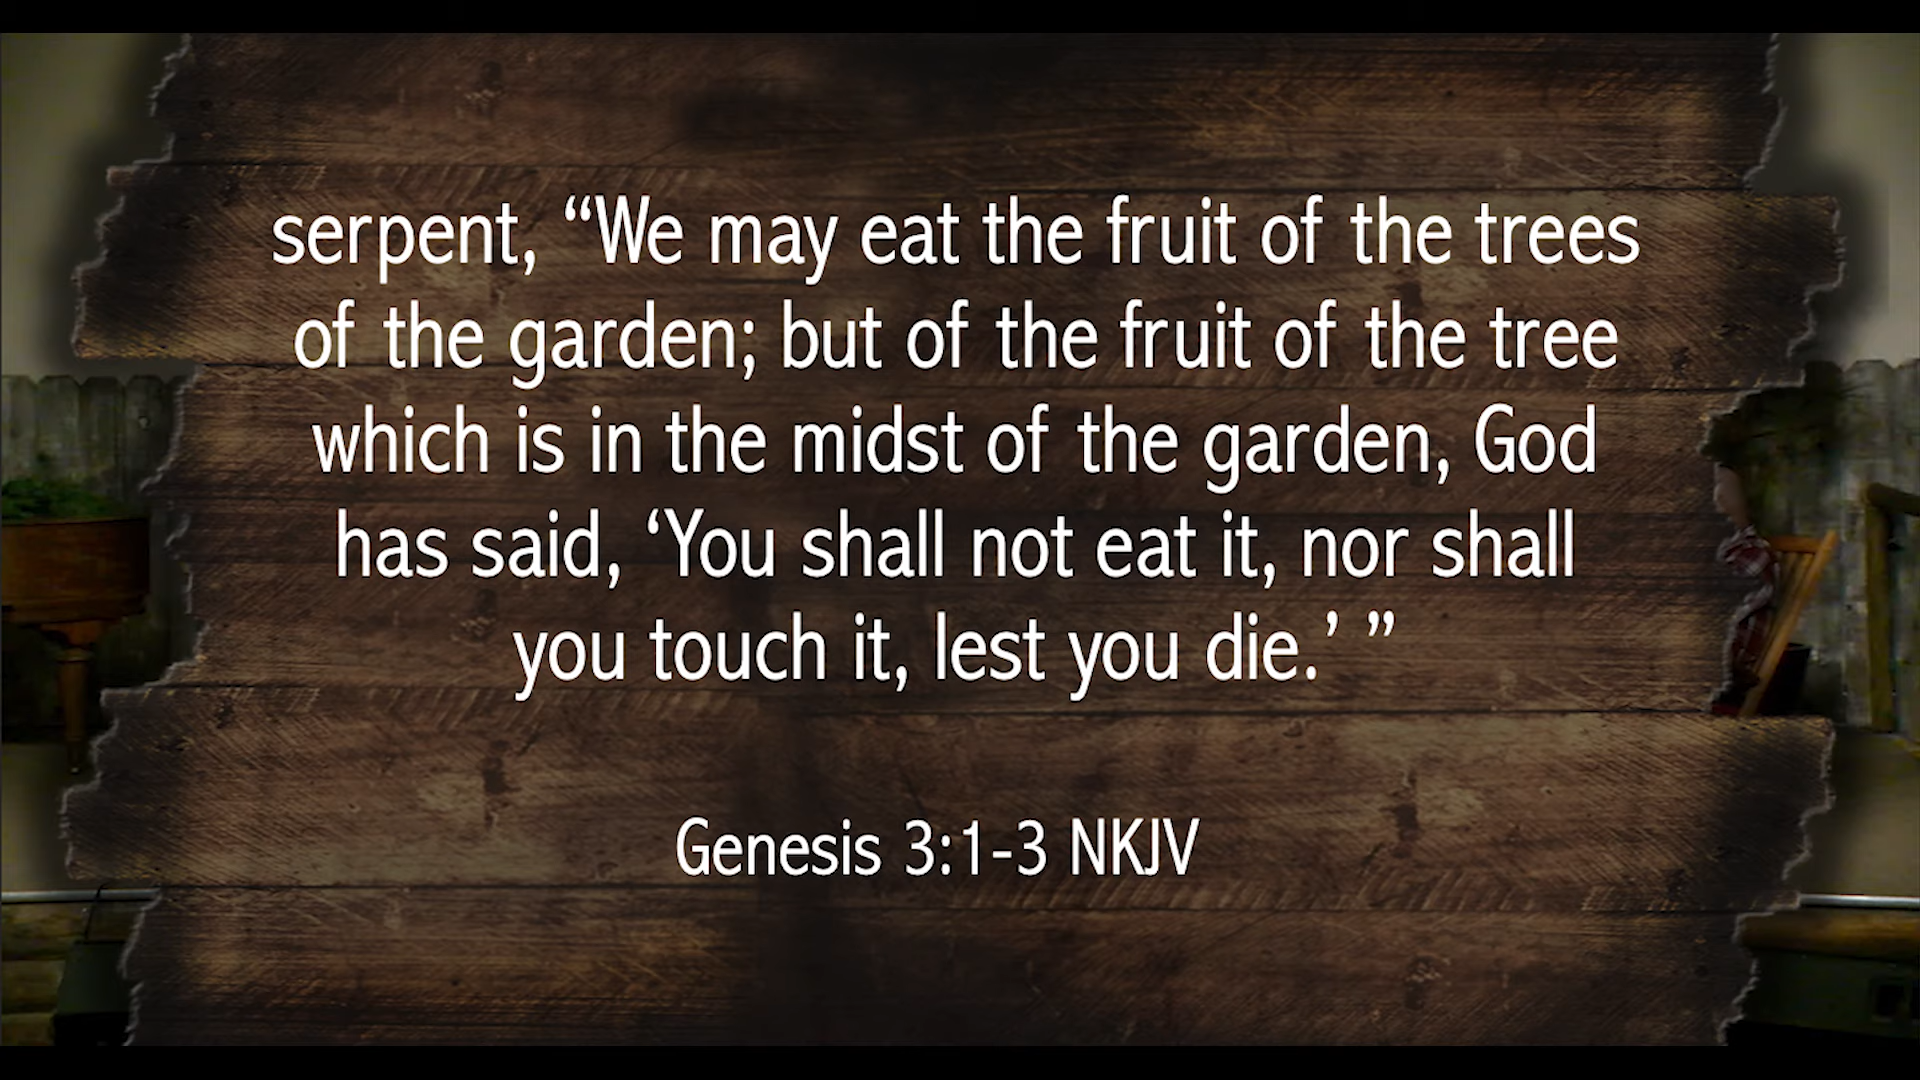 serpent, “We may eat the fruit of the trees
of the garden; but of the fruit of the tree
which is in the midst of the garden, God
has said, ‘You shall not eat it, nor shall
you touch it, lest you die.’ ”
Genesis 3:1-3 NKJV